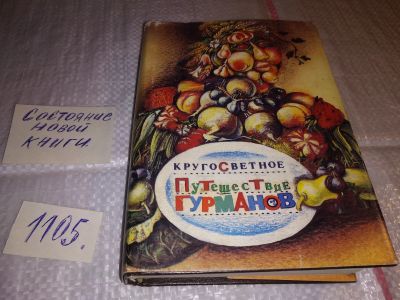 Состояние
новой
книги
1105.
КРУГОСВЕТНОЕ
ПУТЕШЕСТВИЕ
ГУРМАНОВ